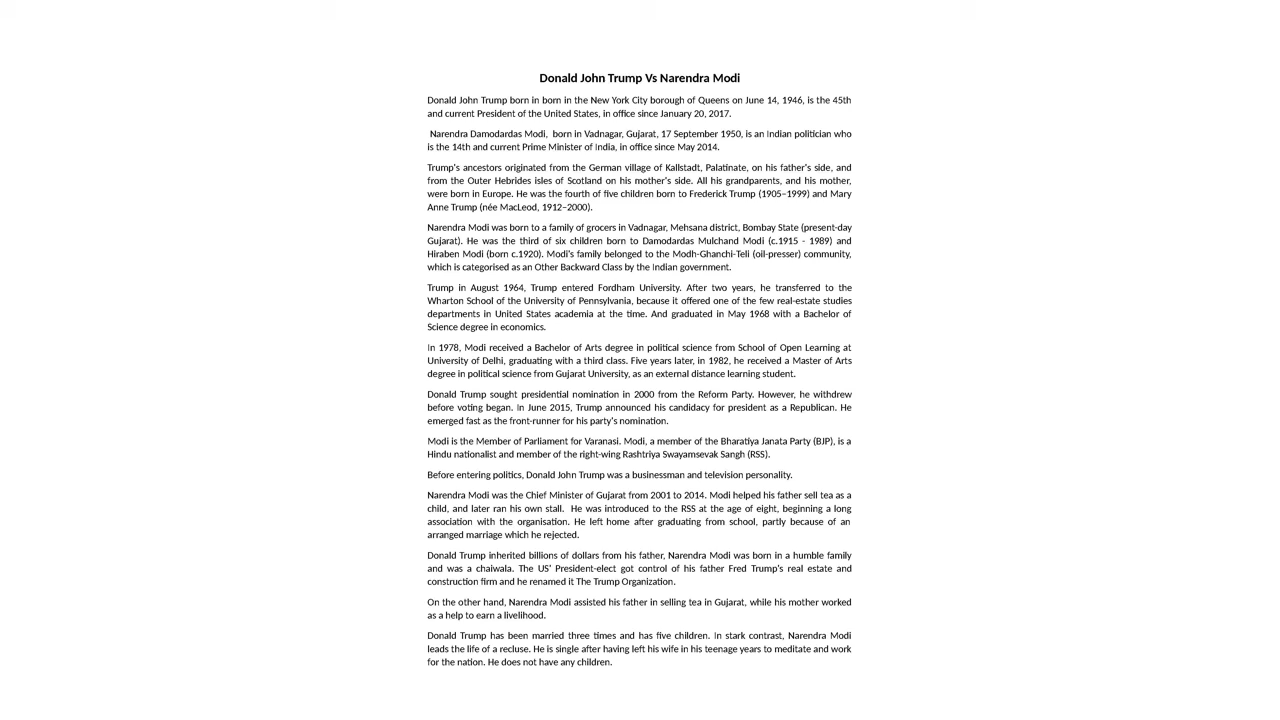 Donald John Trump Vs Narendra Modi
Donald John Trump born in born in the New York City borough of Queens on June 14, 1946, is the 45th
and current President of the United States, in office since January 20, 2017.
Narendra Damodardas Modi,  born in Vadnagar, Gujarat, 17 September 1950, is an Indian politician who
is the 14th and current Prime Minister of India, in office since May 2014.
Trump's ancestors originated from the German village of Kallstadt, Palatinate, on his father's side, and
from the Outer Hebrides isles of Scotland on his mother's side. All his grandparents, and his mother,
were born in Europe. He was the fourth of five children born to Frederick Trump (1905–1999) and Mary
Anne Trump (née MacLeod, 1912–2000).
Narendra Modi was born to a family of grocers in Vadnagar, Mehsana district, Bombay State (present-day
Gujarat). He was the third of six children born to Damodardas Mulchand Modi (c.1915 - 1989) and
Hiraben Modi (born c.1920). Modi's family belonged to the Modh-Ghanchi-Teli (oil-presser) community,
which is categorised as an Other Backward Class by the Indian government.
Trump in August 1964, Trump entered Fordham University. After two years, he transferred to the
Wharton School of the University of Pennsylvania, because it offered one of the few real-estate studies
departments in United States academia at the time. And graduated in May 1968 with a Bachelor of
Science degree in economics.
In 1978, Modi received a Bachelor of Arts degree in political science from School of Open Learning at
University of Delhi, graduating with a third class. Five years later, in 1982, he received a Master of Arts
degree in political science from Gujarat University, as an external distance learning student.
Donald Trump sought presidential nomination in 2000 from the Reform Party. However, he withdrew
before voting began. In June 2015, Trump announced his candidacy for president as a Republican. He
emerged fast as the front-runner for his party's nomination.
Modi is the Member of Parliament for Varanasi. Modi, a member of the Bharatiya Janata Party (BJP), is a
Hindu nationalist and member of the right-wing Rashtriya Swayamsevak Sangh (RSS).
Before entering politics, Donald John Trump was a businessman and television personality.
Narendra Modi was the Chief Minister of Gujarat from 2001 to 2014. Modi helped his father sell tea as a
child, and later ran his own stall.  He was introduced to the RSS at the age of eight, beginning a long
association with the organisation. He left home after graduating from school, partly because of an
arranged marriage which he rejected.
Donald Trump inherited billions of dollars from his father, Narendra Modi was born in a humble family
and was a chaiwala. The US' President-elect got control of his father Fred Trump's real estate and
construction firm and he renamed it The Trump Organization.
On the other hand, Narendra Modi assisted his father in selling tea in Gujarat, while his mother worked
as a help to earn a livelihood.
Donald Trump has been married three times and has five children. In stark contrast, Narendra Modi
leads the life of a recluse. He is single after having left his wife in his teenage years to meditate and work
for the nation. He does not have any children.